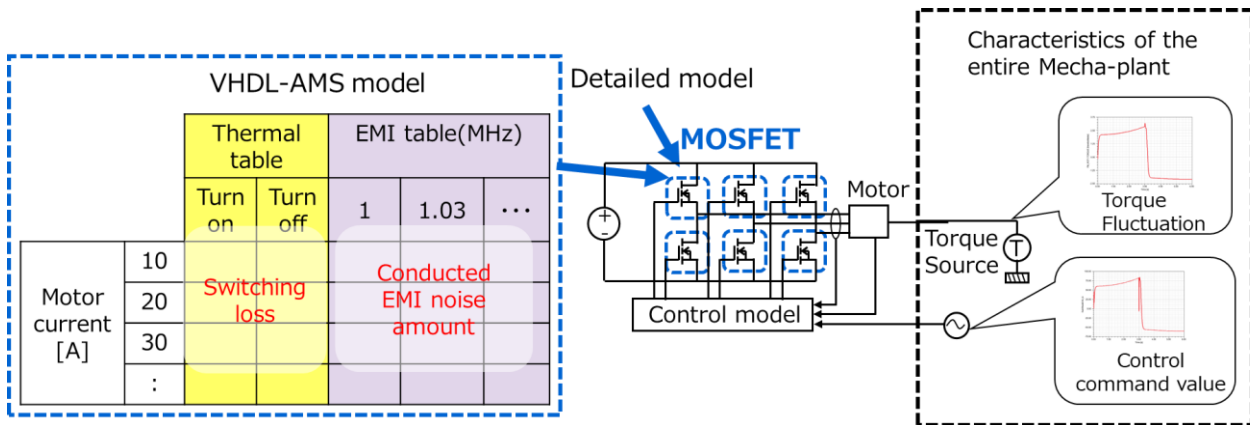 VHDL-AMS model
Thermal
table
EMI table(MHz)
Turn
on
Turn
off
1
1.03
・・・
Motor
current
[A]
10
20
30
:
Switching
loss
Conducted
EMI noise
amount
Detailed model
MOSFET
+
-
Motor
Control model
Torque
Source
T
Characteristics of the
entire Mecha-plant
Torque
Fluctuation
Control
command value